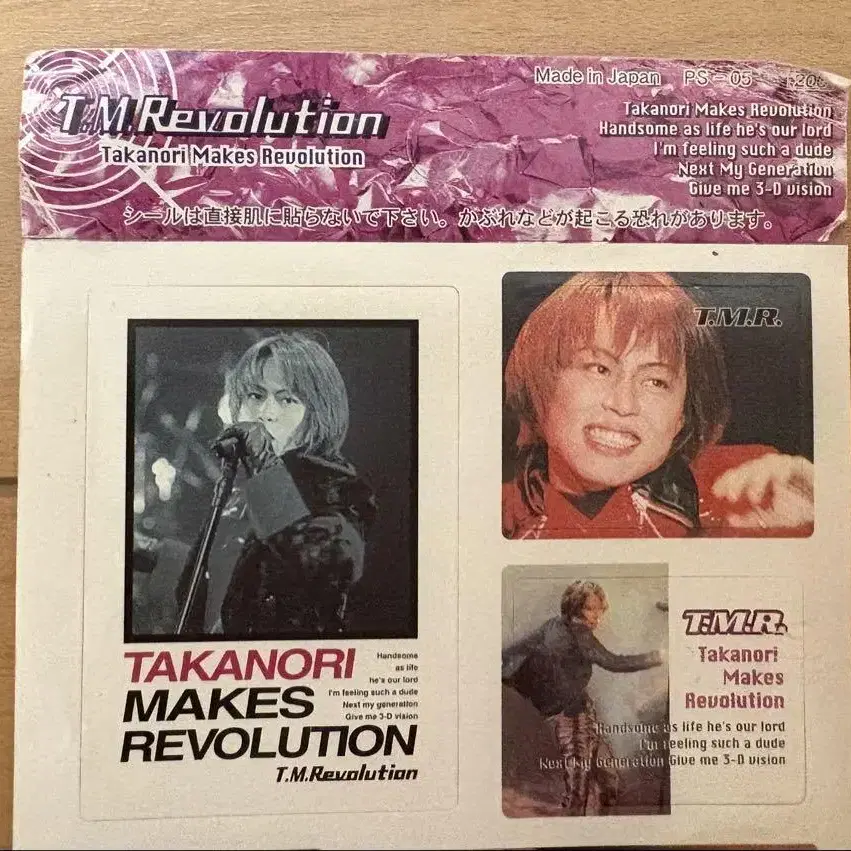 Made in Japan PS-05
T.M.Revolution
Takanori Makes Revolution
Takanori Makes Revolution
Handsome as life he's our lord
I'm feeling such a dude
Next My Generation
Give me 3-D vision
シールは直接肌に貼らないで下さい。かぶれなどが起こる恐れがあります。
TAKANORI
MAKES
REVOLUTION
Handsome
as life
he's our lord
I'm feeling such a dude
Next my generation
Give me 3-D vision
T.M.Revolution
T.M.R.
T.M.R.
Takanori
Makes
Revolution
Handsome as life he's our lord
I'm feeling such a dude
Next My Generation Give me 3-D vision